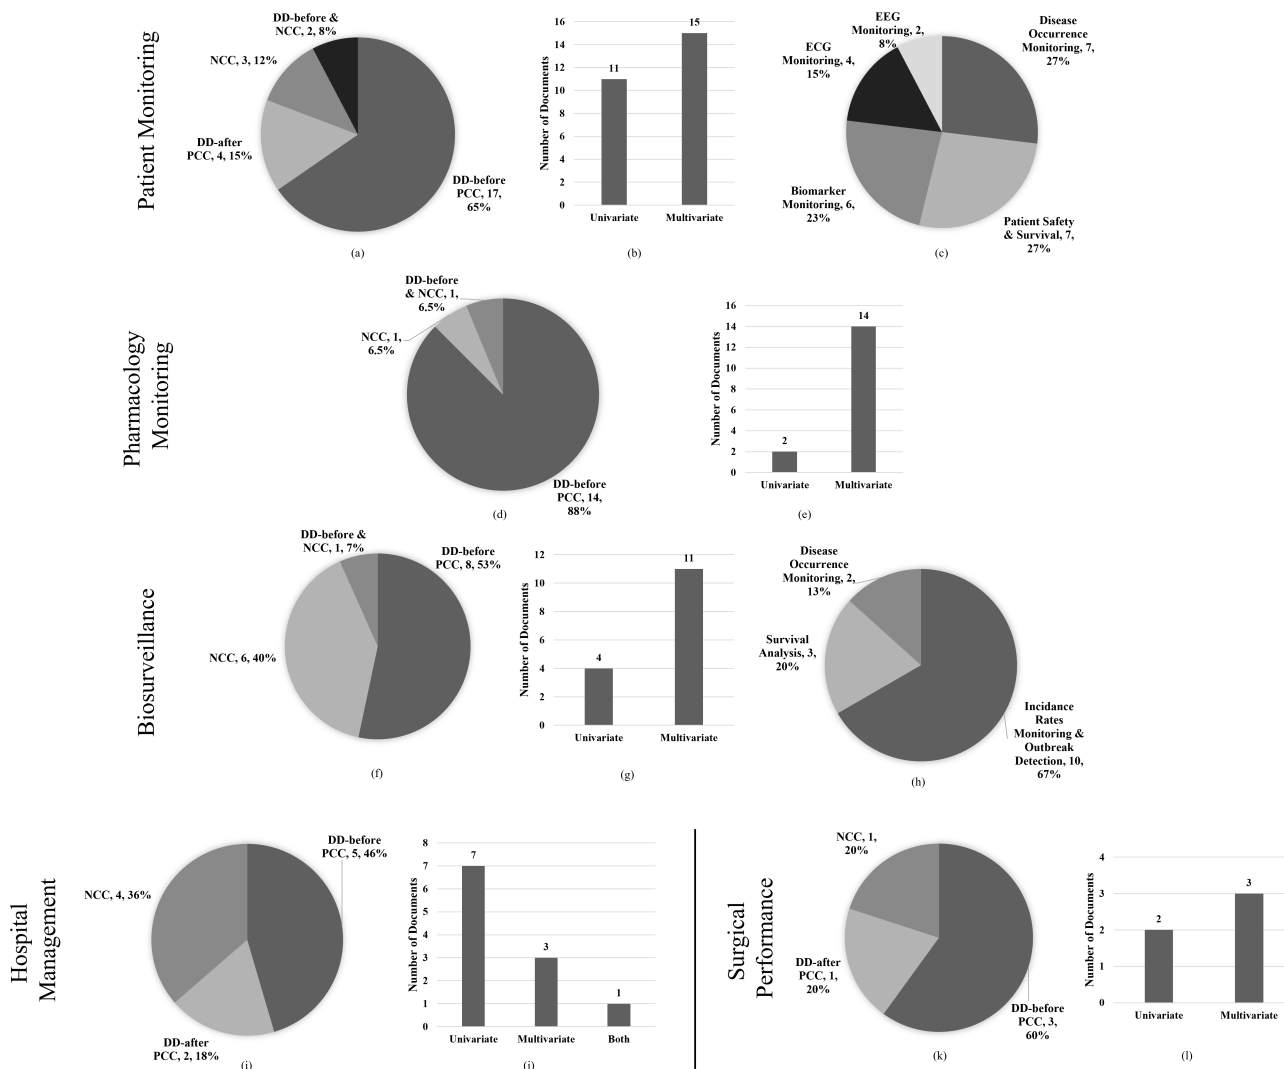 Patient Monitoring
DD-before &
NCC, 2, 8%
NCC, 3, 12%
DD-after
PCC, 4, 15%
DD-before
PCC, 17,
65%
(a)
Number of Documents
16
14
12
10
8
6
4
2
0
11
15
Univariate
Multivariate
(b)
EEG
Monitoring, 2,
8%
ECG
Monitoring, 4,
15%
Disease
Occurrence
Monitoring, 7,
27%
Biomarker
Monitoring, 6,
23%
Patient Safety
& Survival, 7,
27%
(c)
Pharmacology
Monitoring
DD-before
& NCC, 1,
6.5%
NCC, 1,
6.5%
DD-before
PCC, 14,
88%
(d)
Number of Documents
16
14
12
10
8
6
4
2
0
2
14
Univariate
Multivariate
(e)
Biosurveillance
DD-before &
NCC, 1, 7%
DD-before
PCC, 8, 53%
NCC, 6, 40%
(f)
Number of Documents
12
10
8
6
4
2
0
4
11
Univariate
Multivariate
(g)
Disease
Occurrence
Monitoring, 2,
13%
Survival
Analysis, 3,
20%
Incidance
Rates
Monitoring &
Outbreak
Detection, 10,
67%
(h)
Hospital
Management
DD-before
PCC, 5, 46%
NCC, 4, 36%
DD-after
PCC, 2, 18%
(i)
Number of Documents
8
7
6
5
4
3
2
1
0
7
3
1
Univariate
Multivariate
Both
(j)
Surgical
Performance
NCC, 1,
20%
DD-after
PCC, 1,
20%
DD-before
PCC, 3,
60%
(k)
Number of Documents
4
3
2
1
0
2
3
Univariate
Multivariate
(l)